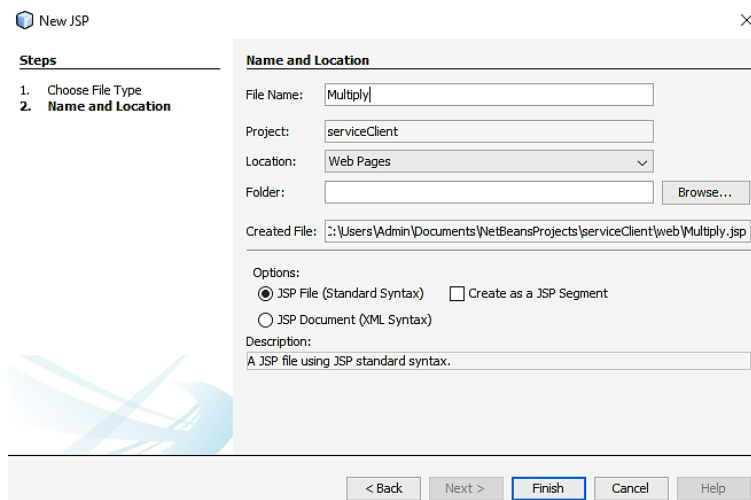 New JSP
Steps
1. Choose File Type
2. Name and Location
Name and Location
File Name: Multiply
Project: serviceClient
Location: Web Pages
Folder: Browse...
Created File: :\Users\Admin\Documents\NetBeansProjects\serviceClient\web\Multiply.jsp
Options:
JSP File (Standard Syntax) Create as a JSP Segment
JSP Document (XML Syntax)
Description:
A JSP file using JSP standard syntax.
< Back Next > Finish Cancel Help